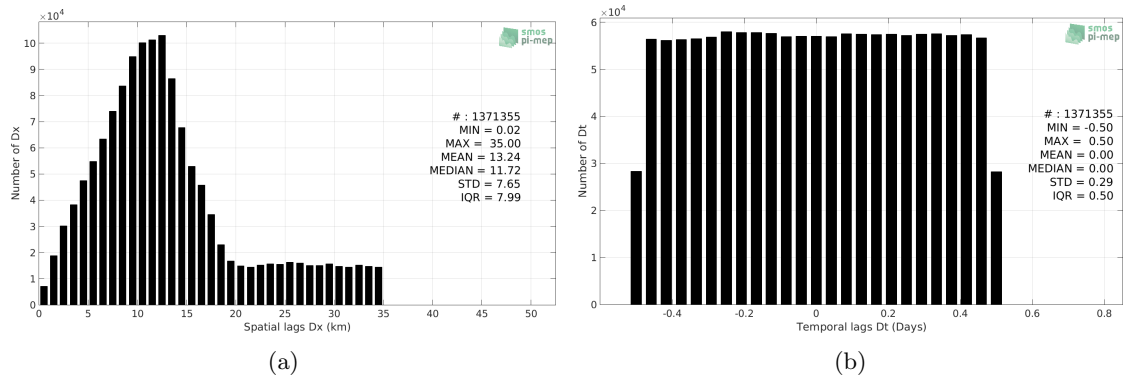 ×10⁴
10
9
8
7
6
5
4
3
2
1
0
Number of Dx
smos
pi-mep
# : 1371355
MIN = 0.02
MAX = 35.00
MEAN = 13.24
MEDIAN = 11.72
STD = 7.65
IQR = 7.99
0 5 10 15 20 25 30 35 40 45 50
Spatial lags Dx (km)
(a)
×10⁴
6
5
4
3
2
1
0
Number of Dt
smos
pi-mep
# : 1371355
MIN = -0.50
MAX = 0.50
MEAN = 0.00
MEDIAN = 0.00
STD = 0.29
IQR = 0.50
-0.4 -0.2 0 0.2 0.4 0.6 0.8
Temporal lags Dt (Days)
(b)